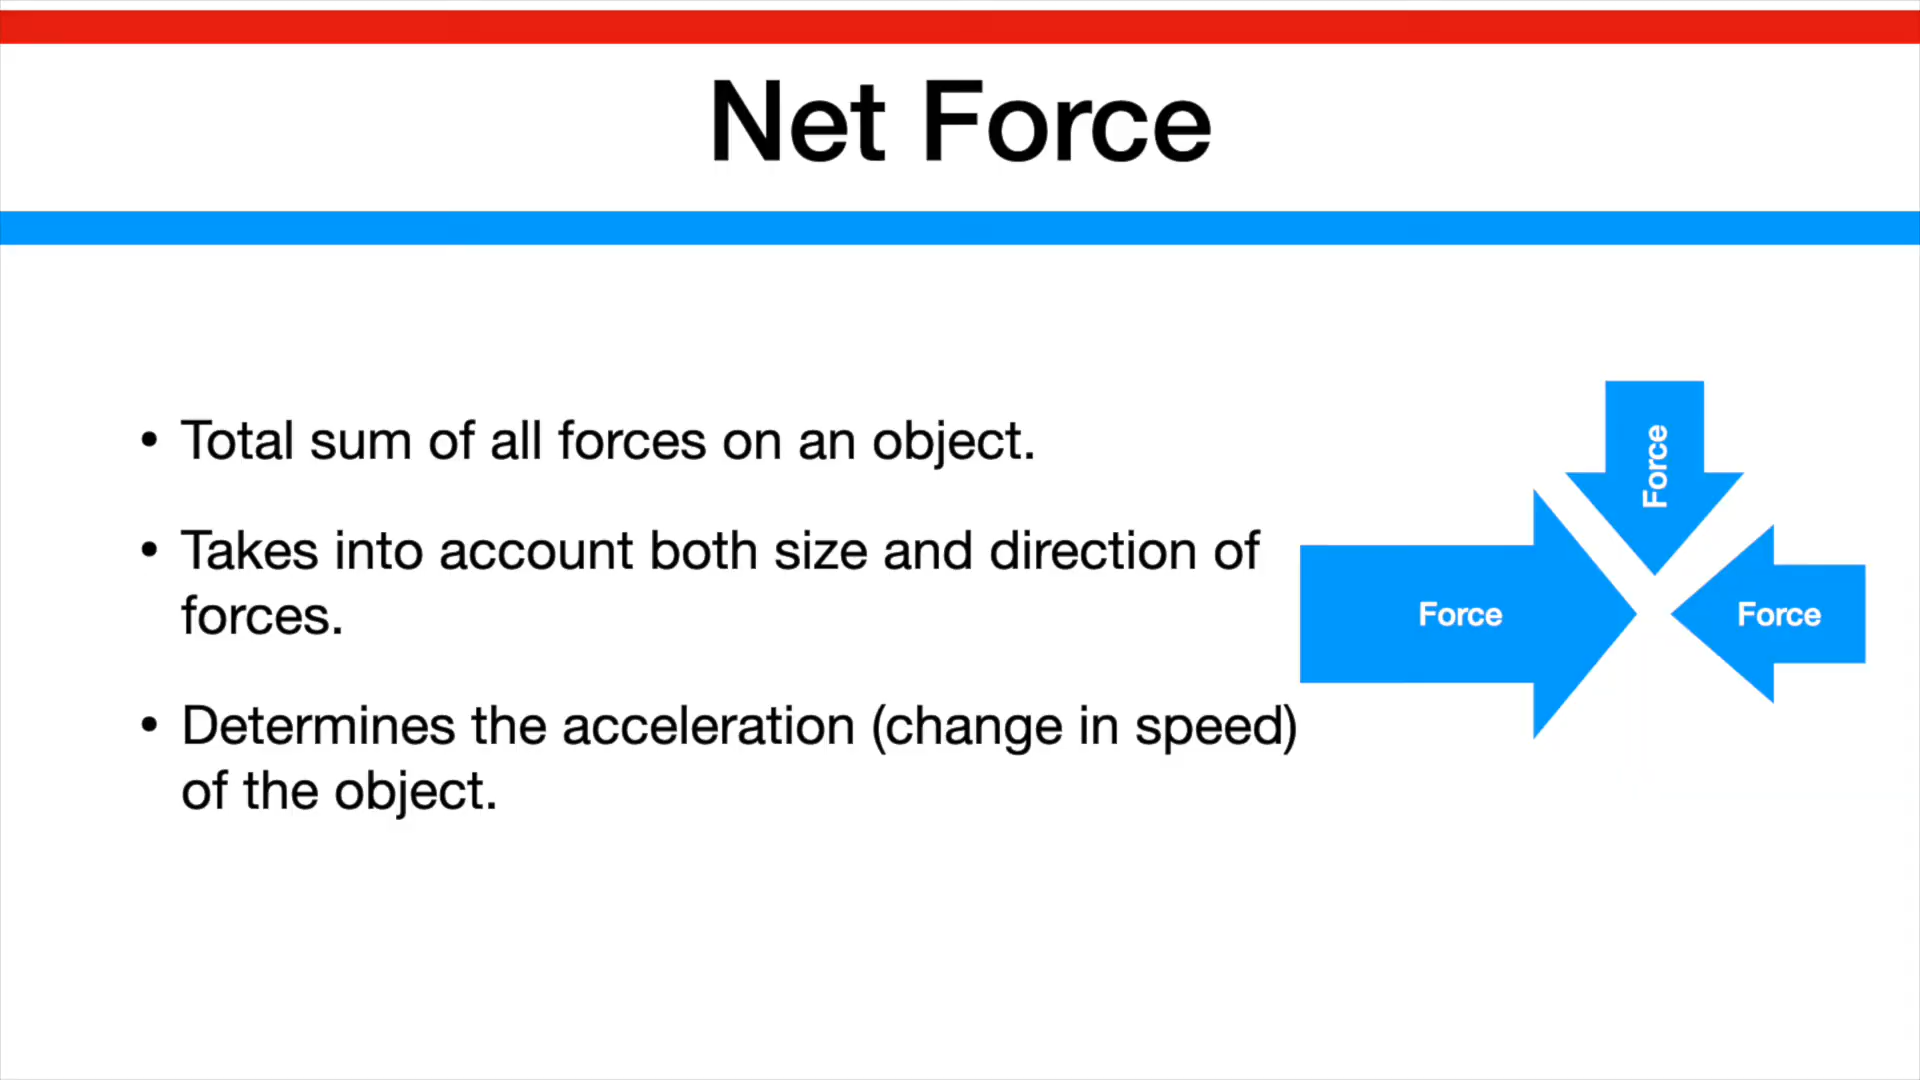 Net Force
• Total sum of all forces on an object.
• Takes into account both size and direction of
forces.
• Determines the acceleration (change in speed)
of the object.
Force
Force
Force